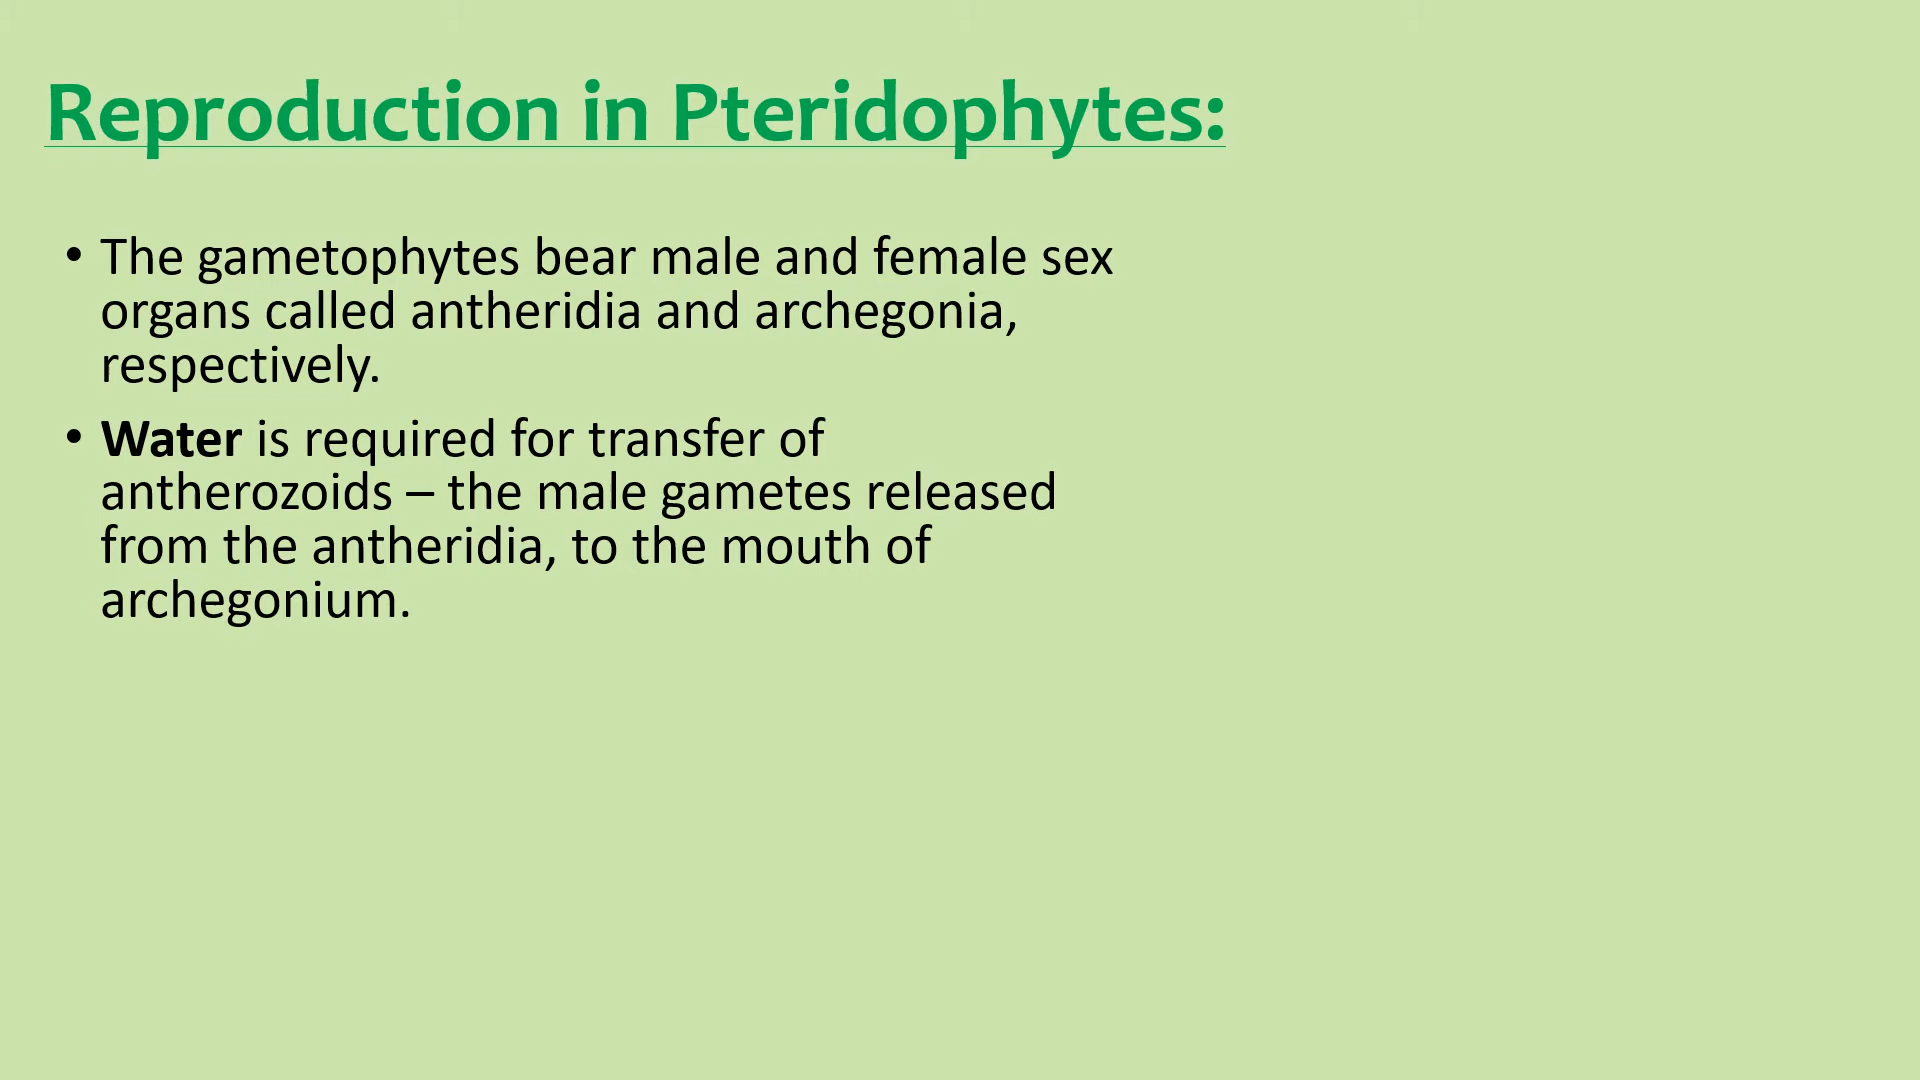 Reproduction in Pteridophytes:
• The gametophytes bear male and female sex
organs called antheridia and archegonia,
respectively.
• Water is required for transfer of
antherozoids – the male gametes released
from the antheridia, to the mouth of
archegonium.